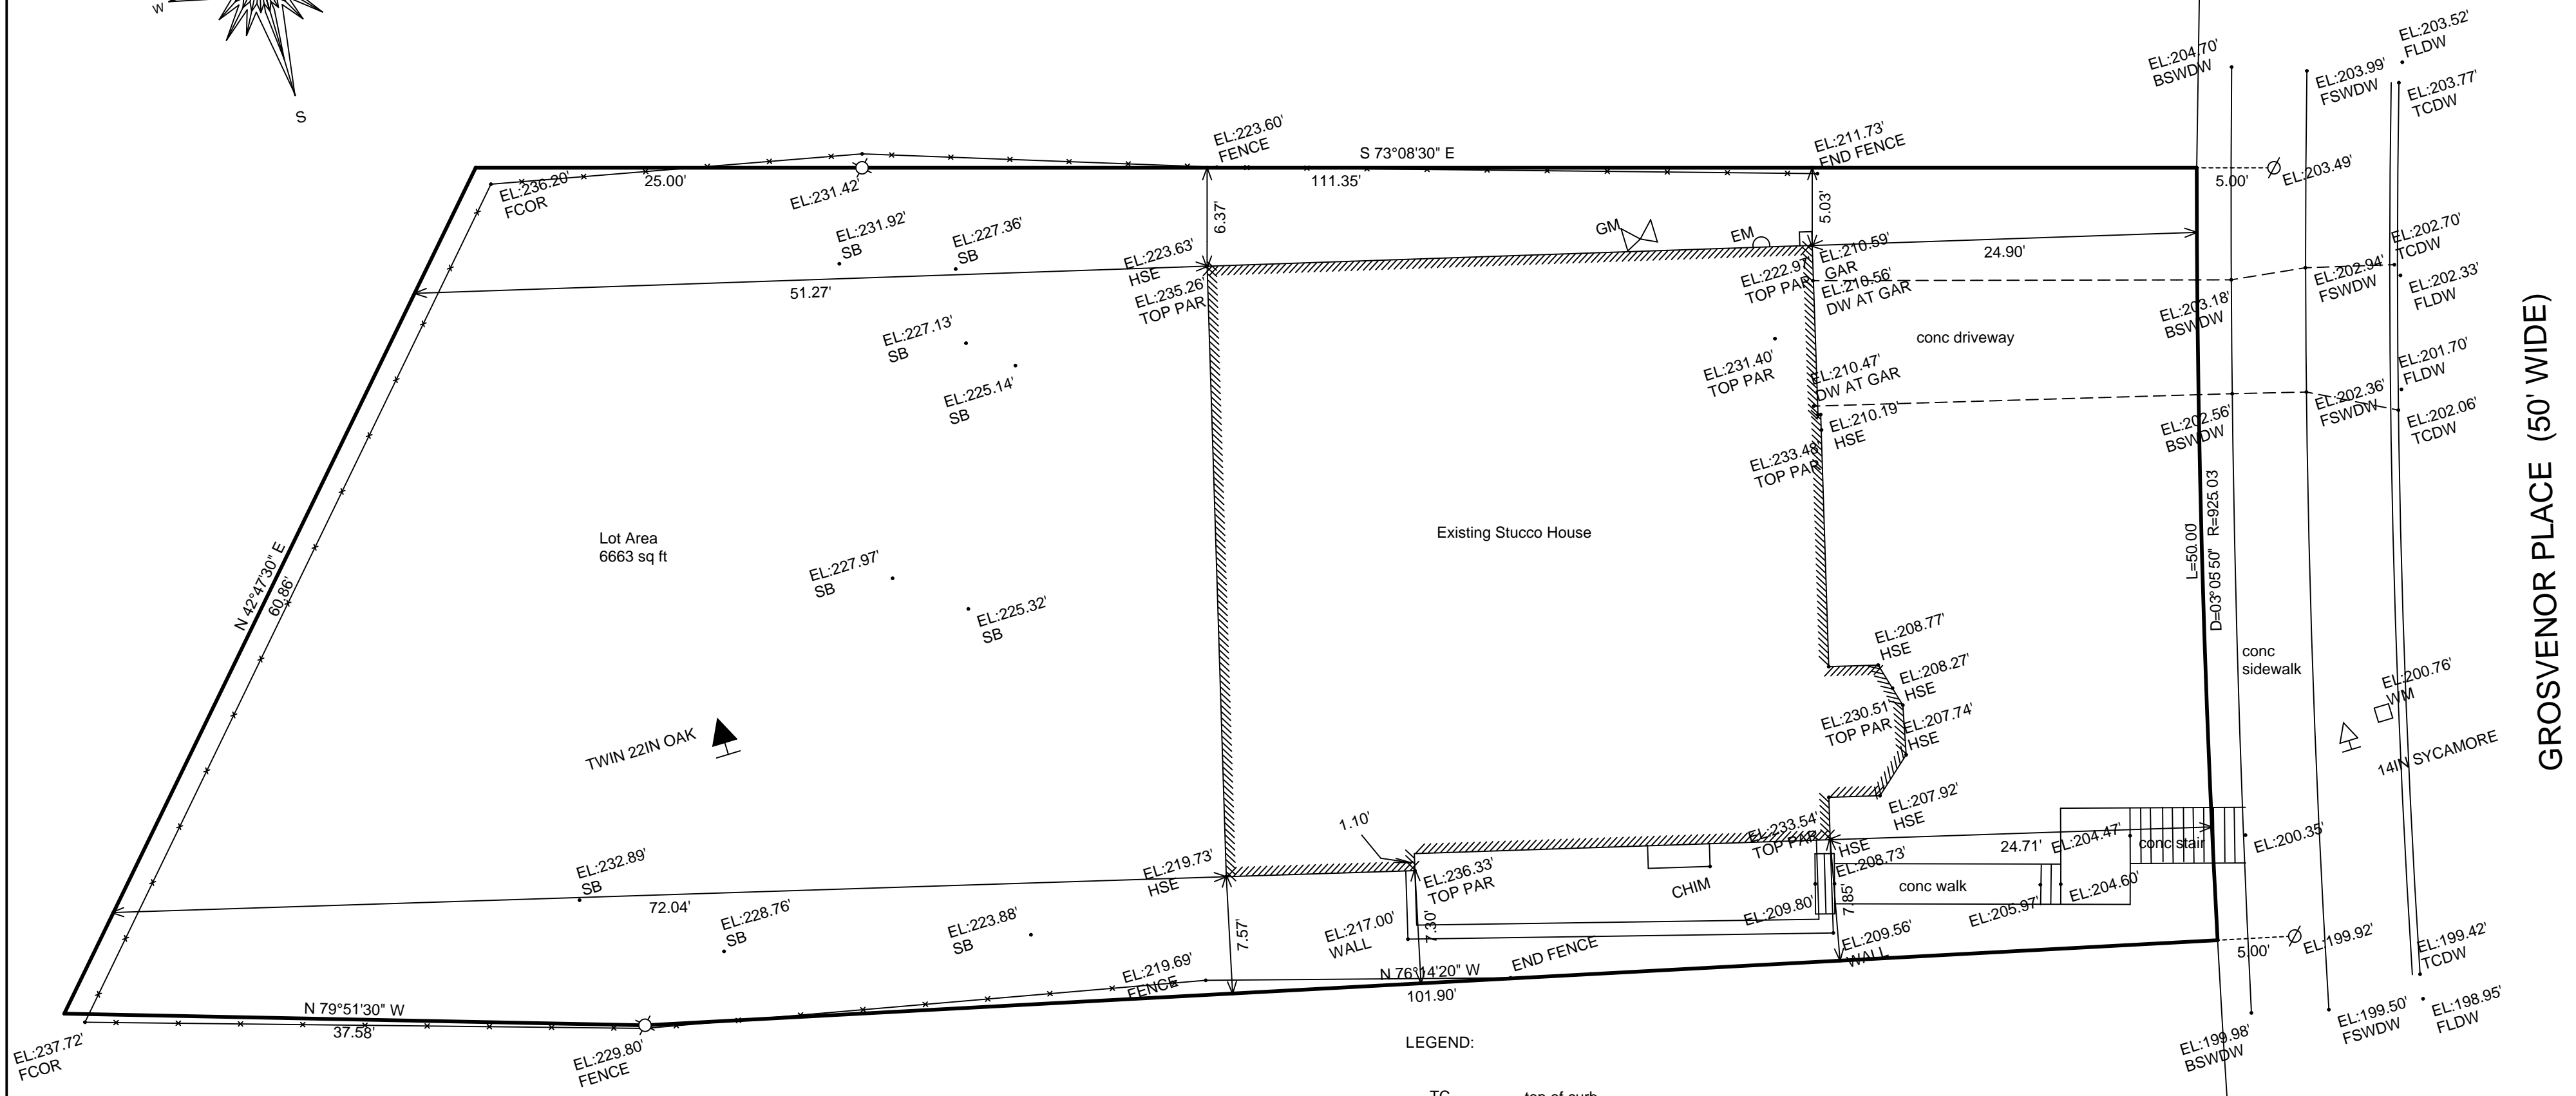 W
S
EL:204.70'
BSWDW
EL:203.52'
FLDW
EL:203.99'
FSWDW
EL:203.77'
TCDW
EL:223.60'
FENCE
S 73°08'30" E
EL:211.73'
END FENCE
EL:236.20'
FCOR
25.00'
EL:231.42'
111.35'
5.00'
EL:203.49'
6.37'
5.03'
EL:231.92'
SB
EL:227.36'
SB
EL:223.63'
HSE
EL:235.26'
TOP PAR
51.27'
GM
EM
EL:222.97'
TOP PAR
EL:210.59'
GAR
EL:210.56'
DW AT GAR
24.90'
EL:202.70'
TCDW
EL:202.94'
FSWDW
EL:202.33'
FLDW
EL:203.18'
BSWDW
EL:227.13'
SB
EL:225.14'
SB
conc driveway
EL:231.40'
TOP PAR
EL:210.47'
DW AT GAR
EL:201.70'
FLDW
EL:202.36'
FSWDW
EL:202.06'
TCDW
EL:202.56'
BSWDW
EL:210.19'
HSE
EL:233.48'
TOP PAR
Lot Area
6663 sq ft
Existing Stucco House
L=50.00'
D=03°05'50"   R=925.03'
GROSVENOR PLACE (50' WIDE)
N 42°47'30" E
60.86'
EL:227.97'
SB
EL:225.32'
SB
EL:208.77'
HSE
EL:208.27'
HSE
EL:230.51'
TOP PAR
EL:207.74'
HSE
conc
sidewalk
EL:200.76'
WM
14IN SYCAMORE
TWIN 22IN OAK
EL:207.92'
HSE
1.10'
EL:233.54'
TOP PAR
HSE
EL:208.73'
24.71'
EL:204.47'
conc stair
EL:200.35'
EL:232.89'
SB
EL:219.73'
HSE
72.04'
EL:236.33'
TOP PAR
CHIM
conc walk
EL:204.60'
EL:205.97'
EL:209.80'
7.85'
EL:228.76'
SB
EL:223.88'
SB
7.57'
EL:217.00'
WALL
7.30'
END FENCE
EL:209.56'
WALL
5.00'
EL:199.92'
EL:199.42'
TCDW
EL:219.69'
FENCE
N 76°14'20" W
101.90'
N 79°51'30" W
37.58'
EL:237.72'
FCOR
EL:229.80'
FENCE
EL:199.98'
BSWDW
EL:199.50'
FSWDW
EL:198.95'
FLDW
LEGEND:
TC top of curb